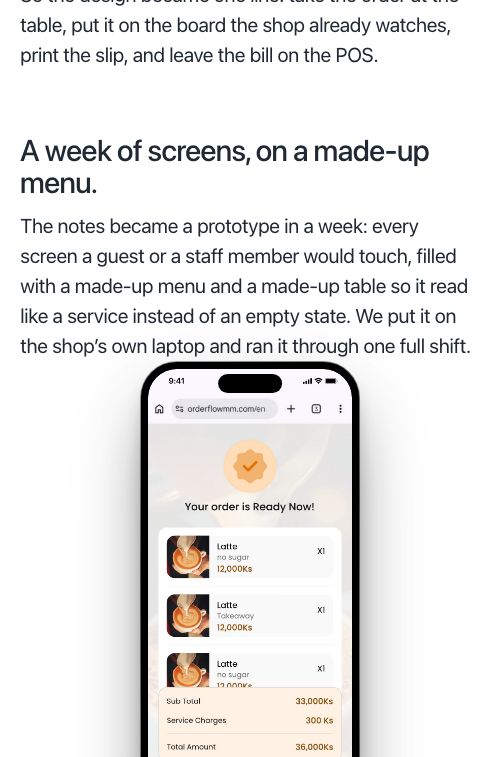 table, put it on the board the shop already watches,
print the slip, and leave the bill on the POS.
A week of screens, on a made-up
menu.
The notes became a prototype in a week: every
screen a guest or a staff member would touch, filled
with a made-up menu and a made-up table so it read
like a service instead of an empty state. We put it on
the shop’s own laptop and ran it through one full shift.
9:41
orderflowmm.com/en
3
Your order is Ready Now!
Latte
no sugar
X1
12,000Ks
Latte
Takeaway
X1
12,000Ks
Latte
no sugar
X1
12,000Ks
Sub Total 33,000Ks
Service Charges 300 Ks
Total Amount 36,000Ks